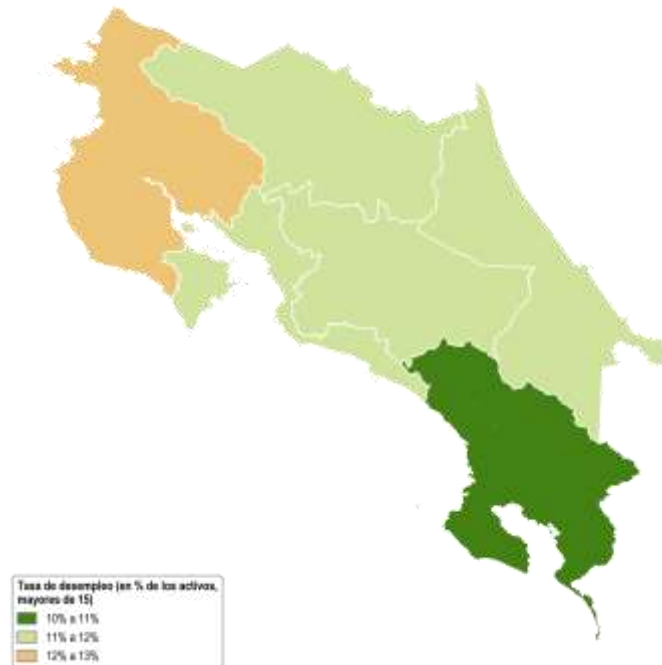 Tasa de desempleo (en % de los activos,
mayores de 15)
10% a 11%
11% a 12%
12% a 13%